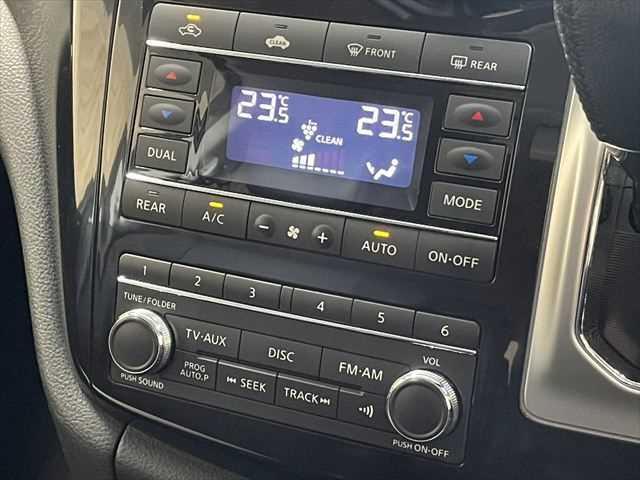 CLEAN
FRONT
REAR
23.5°C
23.5°C
CLEAN
DUAL
MODE
REAR
A/C
− +
AUTO
ON·OFF
1 2 3 4 5 6
TUNE/FOLDER
TV·AUX
DISC
FM·AM
VOL
PROG
AUTO.P
SEEK
TRACK
PUSH SOUND
PUSH ON·OFF